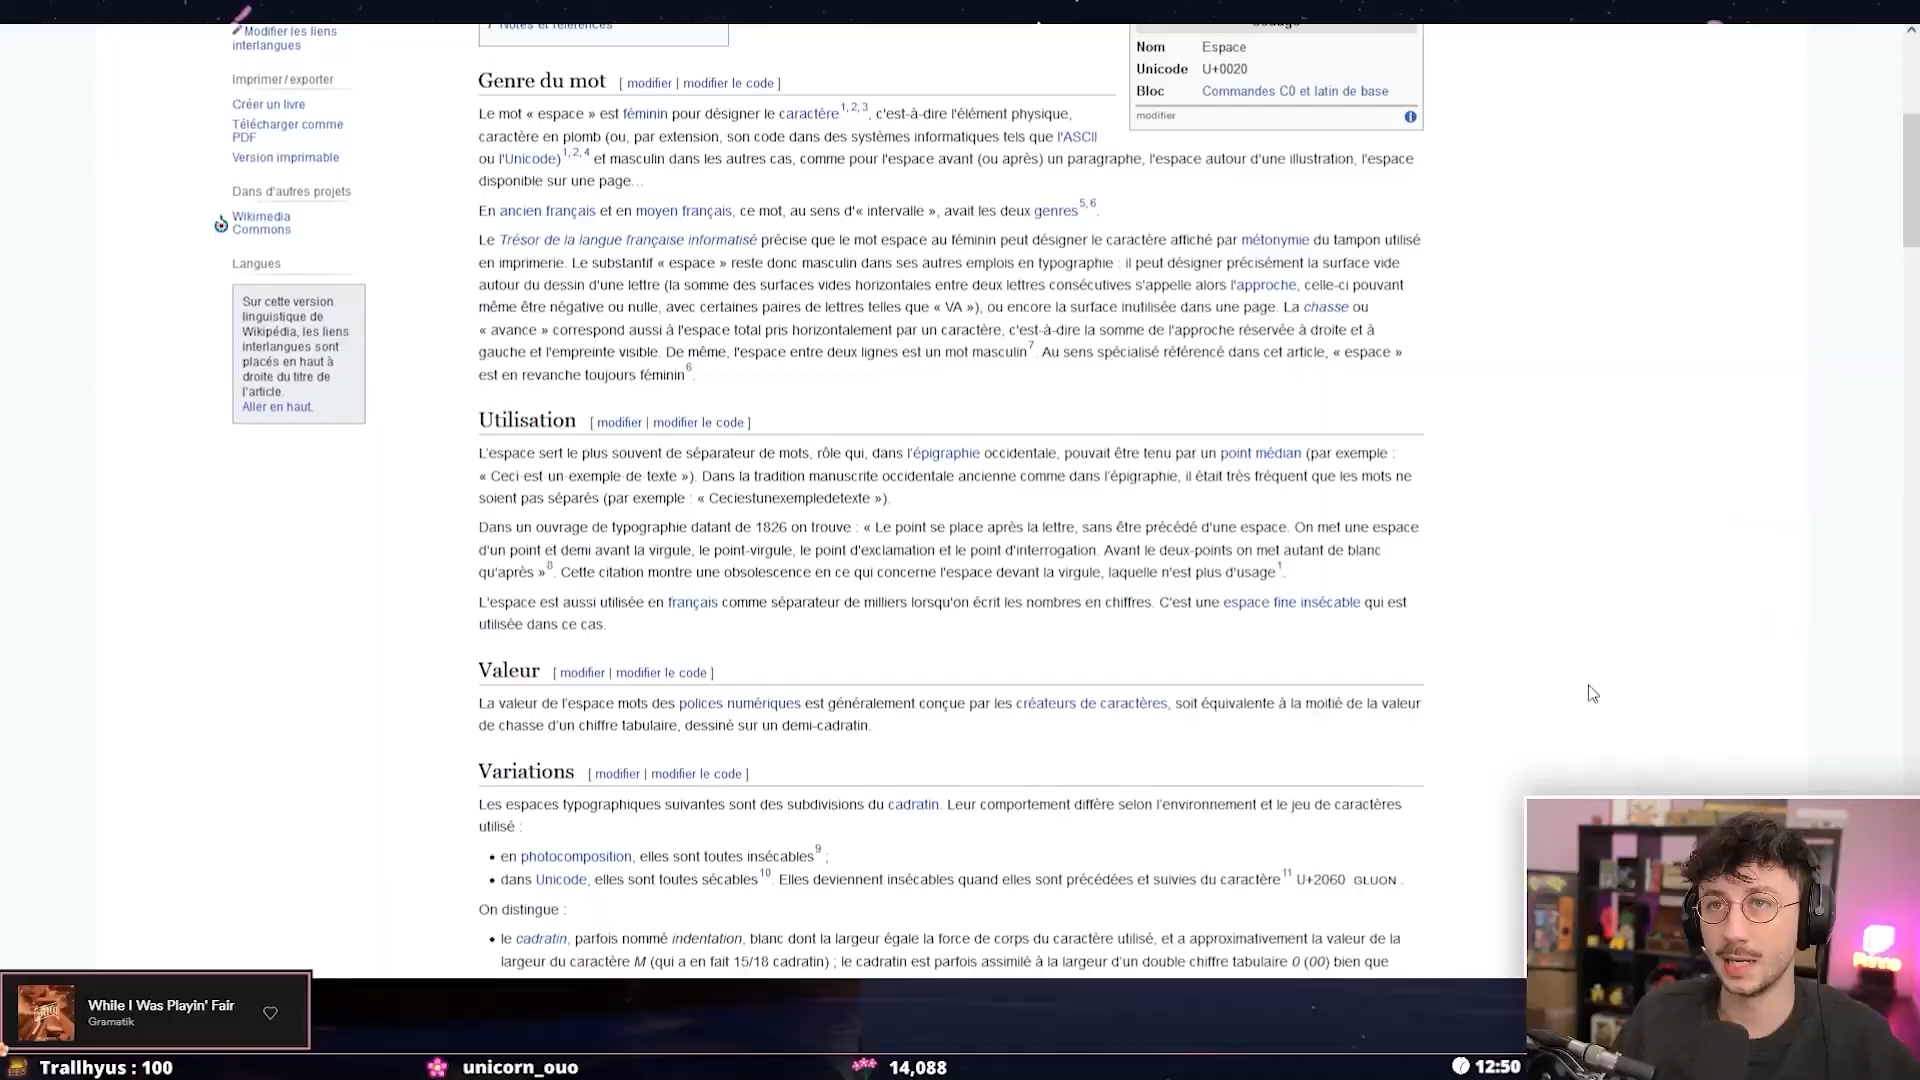 Modifier les liens
interlangues
Imprimer / exporter
Créer un livre
Télécharger comme
PDF
Version imprimable
Dans d'autres projets
Wikimedia
Commons
Langues
Sur cette version
linguistique de
Wikipédia, les liens
interlangues sont
placés en haut à
droite du titre de
l'article.
Aller en haut.
7 Notes et références
Nom Espace
Unicode U+0020
Bloc Commandes C0 et latin de base
modifier
Genre du mot [ modifier | modifier le code ]
Le mot « espace » est féminin pour désigner le caractère1, 2, 3, c'est-à-dire l'élément physique,
caractère en plomb (ou, par extension, son code dans des systèmes informatiques tels que l'ASCII
ou l'Unicode)1, 2, 4 et masculin dans les autres cas, comme pour l'espace avant (ou après) un paragraphe, l'espace autour d'une illustration, l'espace
disponible sur une page…
En ancien français et en moyen français, ce mot, au sens d'« intervalle », avait les deux genres5, 6.
Le Trésor de la langue française informatisé précise que le mot espace au féminin peut désigner le caractère affiché par métonymie du tampon utilisé
en imprimerie. Le substantif « espace » reste donc masculin dans ses autres emplois en typographie : il peut désigner précisément la surface vide
autour du dessin d'une lettre (la somme des surfaces vides horizontales entre deux lettres consécutives s'appelle alors l'approche, celle-ci pouvant
même être négative ou nulle, avec certaines paires de lettres telles que « VA »), ou encore la surface inutilisée dans une page. La chasse ou
« avance » correspond aussi à l'espace total pris horizontalement par un caractère, c'est-à-dire la somme de l'approche réservée à droite et à
gauche et l'empreinte visible. De même, l'espace entre deux lignes est un mot masculin7. Au sens spécialisé référencé dans cet article, « espace »
est en revanche toujours féminin6.
Utilisation [ modifier | modifier le code ]
L'espace sert le plus souvent de séparateur de mots, rôle qui, dans l'épigraphie occidentale, pouvait être tenu par un point médian (par exemple :
« Ceci·est·un·exemple·de·texte »). Dans la tradition manuscrite occidentale ancienne comme dans l'épigraphie, il était très fréquent que les mots ne
soient pas séparés (par exemple : « Ceciestunexempledetexte »).
Dans un ouvrage de typographie datant de 1826 on trouve : « Le point se place après la lettre, sans être précédé d'une espace. On met une espace
d'un point et demi avant la virgule, le point-virgule, le point d'exclamation et le point d'interrogation. Avant le deux-points on met autant de blanc
qu'après »8. Cette citation montre une obsolescence en ce qui concerne l'espace devant la virgule, laquelle n'est plus d'usage1.
L'espace est aussi utilisée en français comme séparateur de milliers lorsqu'on écrit les nombres en chiffres. C'est une espace fine insécable qui est
utilisée dans ce cas.
Valeur [ modifier | modifier le code ]
La valeur de l'espace mots des polices numériques est généralement conçue par les créateurs de caractères, soit équivalente à la moitié de la valeur
de chasse d'un chiffre tabulaire, dessiné sur un demi-cadratin.
Variations [ modifier | modifier le code ]
Les espaces typographiques suivantes sont des subdivisions du cadratin. Leur comportement diffère selon l'environnement et le jeu de caractères
utilisé :
• en photocomposition, elles sont toutes insécables9 ;
• dans Unicode, elles sont toutes sécables10. Elles deviennent insécables quand elles sont précédées et suivies du caractère11 U+2060 GLUON .
On distingue :
• le cadratin, parfois nommé indentation, blanc dont la largeur égale la force de corps du caractère utilisé, et a approximativement la valeur de la
largeur du caractère M (qui a en fait 15/18 cadratin) ; le cadratin est parfois assimilé à la largeur d'un double chiffre tabulaire 0 (00) bien que
While I Was Playin' Fair
Gramatik
Trallhyus : 100
unicorn_ouo
14,088
12:50